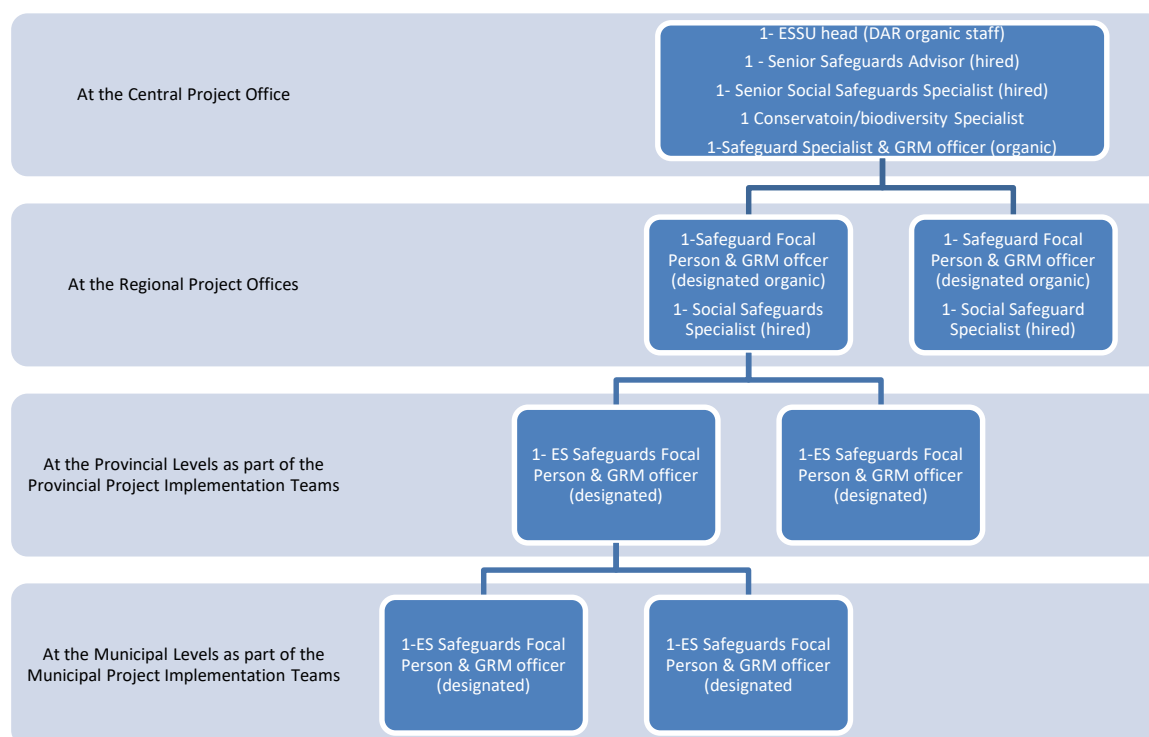 At the Central Project Office
1- ESSU head (DAR organic staff)
1 - Senior Safeguards Advisor (hired)
1- Senior Social Safeguards Specialist (hired)
1 Conservatoin/biodiversity Specialist
1-Safeguard Specialist & GRM officer (organic)
At the Regional Project Offices
1-Safeguard Focal
Person & GRM offcer
(designated organic)
1- Social Safeguards
Specialist (hired)
1- Safeguard Focal
Person & GRM officer
(designated organic)
1- Social Safeguard
Specialist (hired)
At the Provincial Levels as part of the
Provincial Project Implementation Teams
1- ES Safeguards Focal
Person & GRM officer
(designated)
1-ES Safeguards Focal
Person & GRM officer
(designated)
At the Municipal Levels as part of the
Municipal Project Implementation Teams
1-ES Safeguards Focal
Person & GRM officer
(designated)
1-ES Safeguards Focal
Person & GRM officer
(designated